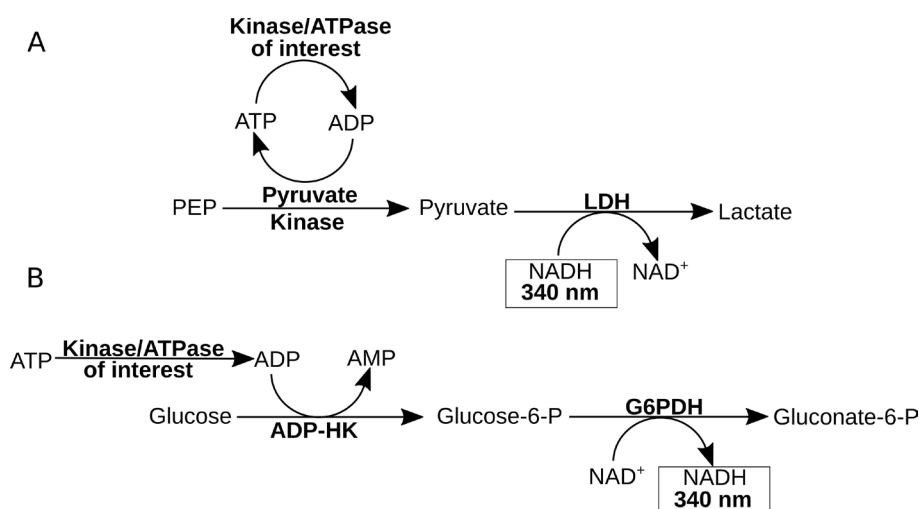 A
Kinase/ATPase
of interest
ATP
ADP
PEP
Pyruvate
Kinase
Pyruvate
LDH
Lactate
NADH
340 nm
NAD⁺
B
ATP
Kinase/ATPase
of interest
ADP
AMP
Glucose
ADP-HK
Glucose-6-P
G6PDH
Gluconate-6-P
NAD⁺
NADH
340 nm